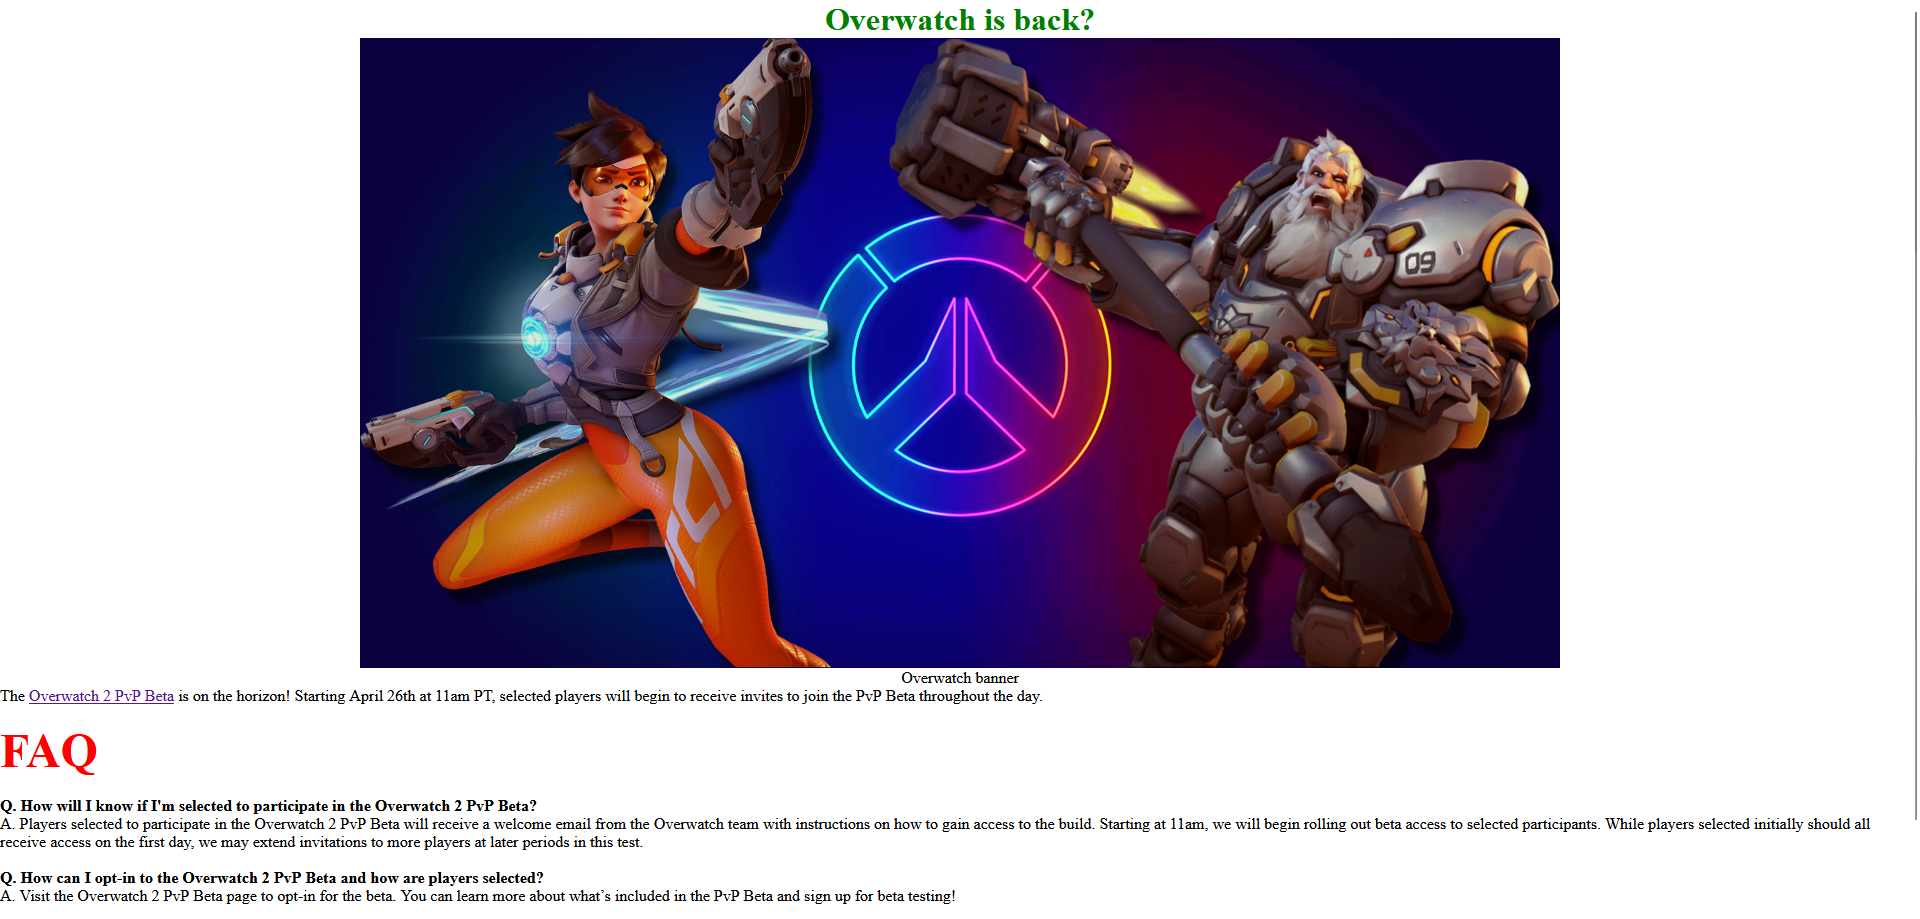 Overwatch is back?
09
Overwatch banner
The Overwatch 2 PvP Beta is on the horizon! Starting April 26th at 11am PT, selected players will begin to receive invites to join the PvP Beta throughout the day.
FAQ
Q. How will I know if I'm selected to participate in the Overwatch 2 PvP Beta?
A. Players selected to participate in the Overwatch 2 PvP Beta will receive a welcome email from the Overwatch team with instructions on how to gain access to the build. Starting at 11am, we will begin rolling out beta access to selected participants. While players selected initially should all
receive access on the first day, we may extend invitations to more players at later periods in this test.
Q. How can I opt-in to the Overwatch 2 PvP Beta and how are players selected?
A. Visit the Overwatch 2 PvP Beta page to opt-in for the beta. You can learn more about what’s included in the PvP Beta and sign up for beta testing!